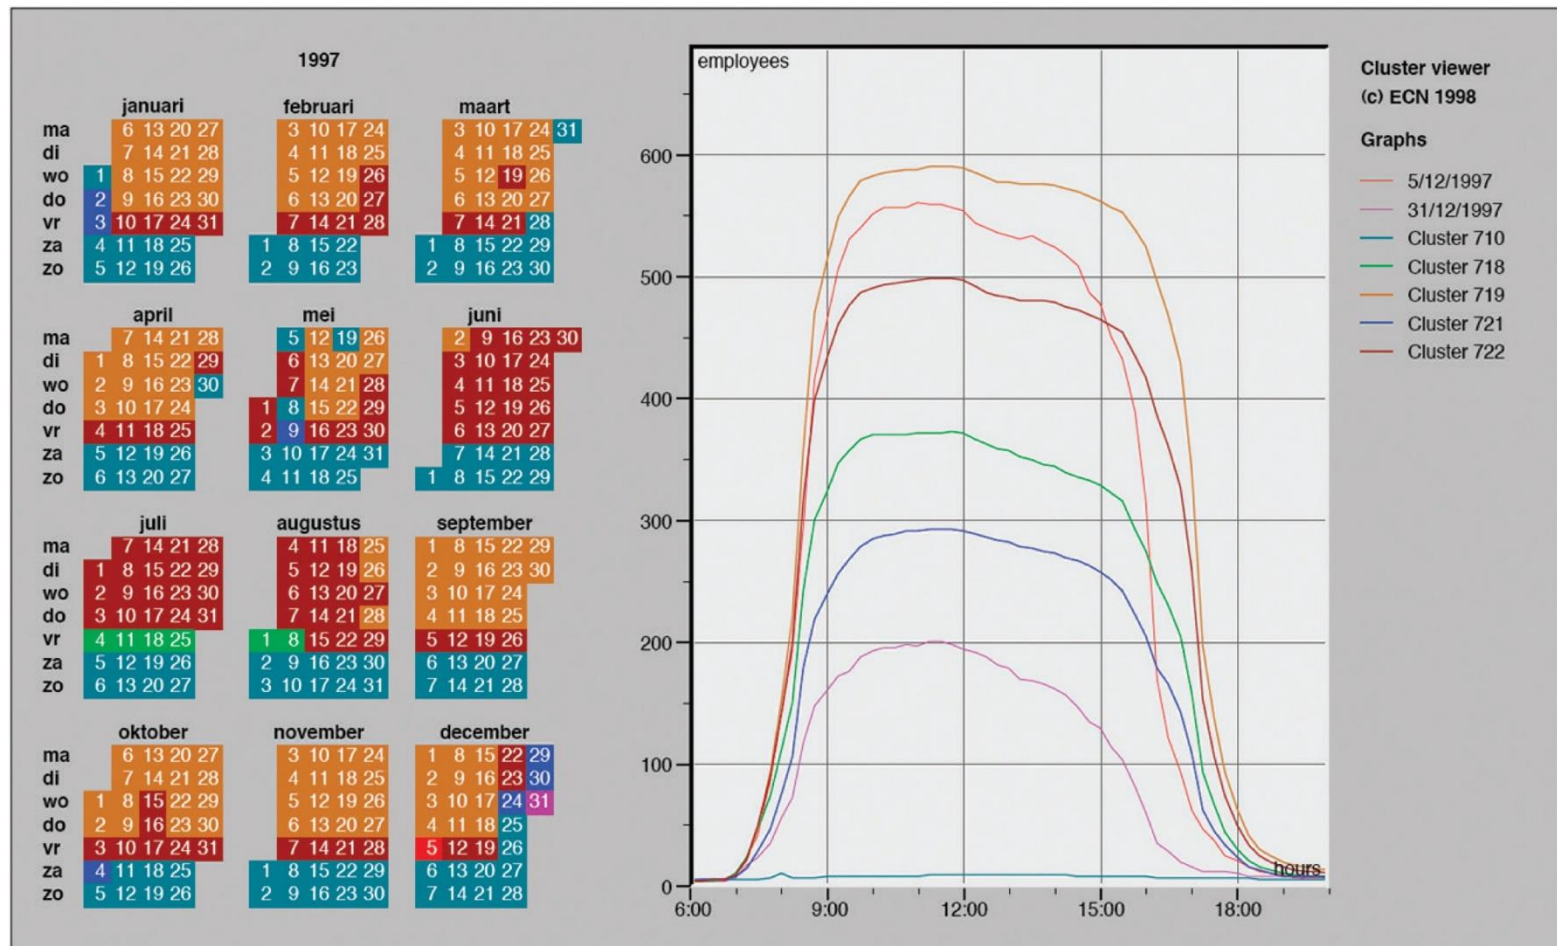 1997
januari februari maart
ma 6 13 20 27 3 10 17 24 3 10 17 24 31
di 7 14 21 28 4 11 18 25 4 11 18 25
wo 1 8 15 22 29 5 12 19 26 5 12 19 26
do 2 9 16 23 30 6 13 20 27 6 13 20 27
vr 3 10 17 24 31 7 14 21 28 7 14 21 28
za 4 11 18 25 1 8 15 22 1 8 15 22 29
zo 5 12 19 26 2 9 16 23 2 9 16 23 30
april mei juni
ma 7 14 21 28 5 12 19 26 2 9 16 23 30
di 1 8 15 22 29 6 13 20 27 3 10 17 24
wo 2 9 16 23 30 7 14 21 28 4 11 18 25
do 3 10 17 24 1 8 15 22 29 5 12 19 26
vr 4 11 18 25 2 9 16 23 30 6 13 20 27
za 5 12 19 26 3 10 17 24 31 7 14 21 28
zo 6 13 20 27 4 11 18 25 1 8 15 22 29
juli augustus september
ma 7 14 21 28 4 11 18 25 1 8 15 22 29
di 1 8 15 22 29 5 12 19 26 2 9 16 23 30
wo 2 9 16 23 30 6 13 20 27 3 10 17 24
do 3 10 17 24 31 7 14 21 28 4 11 18 25
vr 4 11 18 25 1 8 15 22 29 5 12 19 26
za 5 12 19 26 2 9 16 23 30 6 13 20 27
zo 6 13 20 27 3 10 17 24 31 7 14 21 28
oktober november december
ma 6 13 20 27 3 10 17 24 1 8 15 22 29
di 7 14 21 28 4 11 18 25 2 9 16 23 30
wo 1 8 15 22 29 5 12 19 26 3 10 17 24 31
do 2 9 16 23 30 6 13 20 27 4 11 18 25
vr 3 10 17 24 31 7 14 21 28 5 12 19 26
za 4 11 18 25 1 8 15 22 29 6 13 20 27
zo 5 12 19 26 2 9 16 23 30 7 14 21 28
employees
600
500
400
300
200
100
0
hours
6:00 9:00 12:00 15:00 18:00
Cluster viewer
(c) ECN 1998
Graphs
5/12/1997
31/12/1997
Cluster 710
Cluster 718
Cluster 719
Cluster 721
Cluster 722